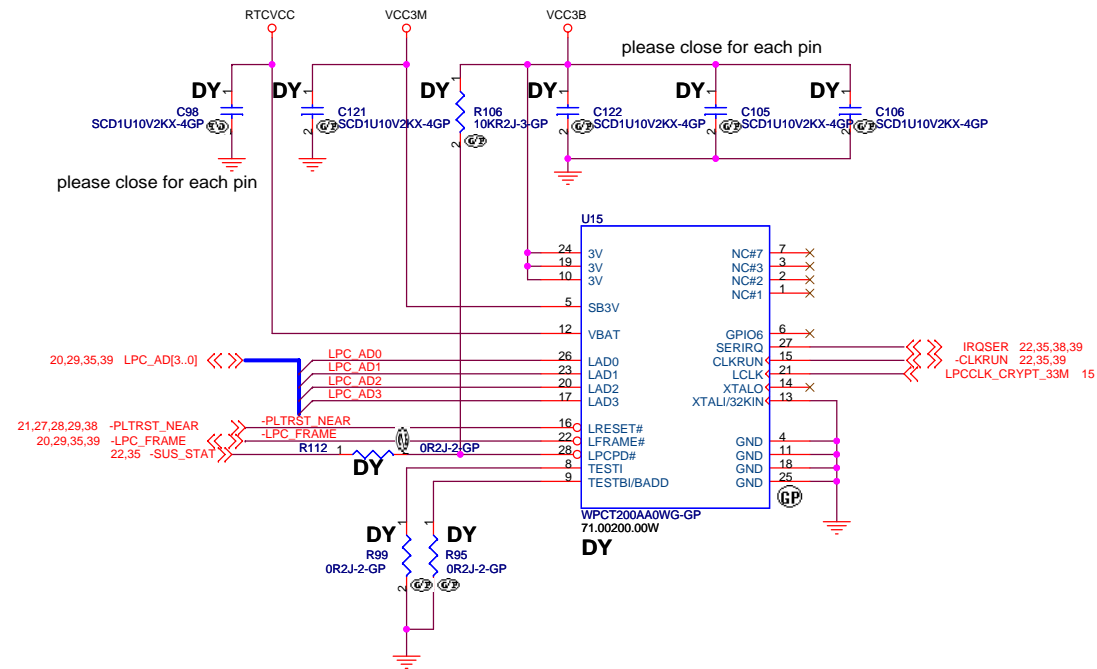 RTCVCC
VCC3M
VCC3B
please close for each pin
DY
1
C98
SCD1U10V2KX-4GP
2
DY
1
C121
SCD1U10V2KX-4GP
2
DY
1
R106
10KR2J-3-GP
2
DY
1
C122
SCD1U10V2KX-4GP
2
DY
1
C105
SCD1U10V2KX-4GP
2
DY
1
C106
SCD1U10V2KX-4GP
2
please close for each pin
U15
24 3V
19 3V
10 3V
5 SB3V
12 VBAT
26 LAD0
23 LAD1
20 LAD2
17 LAD3
16 LRESET#
22 LFRAME#
28 LPCPD#
8 TESTI
9 TESTBI/BADD
NC#7 7
NC#3 3
NC#2 2
NC#1 1
GPIO6 6
SERIRQ 27
CLKRUN 15
LCLK 21
XTALO 14
XTALI/32KIN 13
GND 4
GND 11
GND 18
GND 25
GP
WPCT200AA0WG-GP
71.00200.00W
DY
20,29,35,39 LPC_AD[3..0]
LPC_AD0
LPC_AD1
LPC_AD2
LPC_AD3
21,27,28,29,38 -PLTRST_NEAR
-PLTRST_NEAR
20,29,35,39 -LPC_FRAME
-LPC_FRAME
22,35 -SUS_STAT
R112 1
0R2J-2-GP
DY
IRQSER 22,35,38,39
-CLKRUN 22,35,39
LPCCLK_CRYPT_33M 15
DY
1
R99
0R2J-2-GP
2
DY
1
R95
0R2J-2-GP